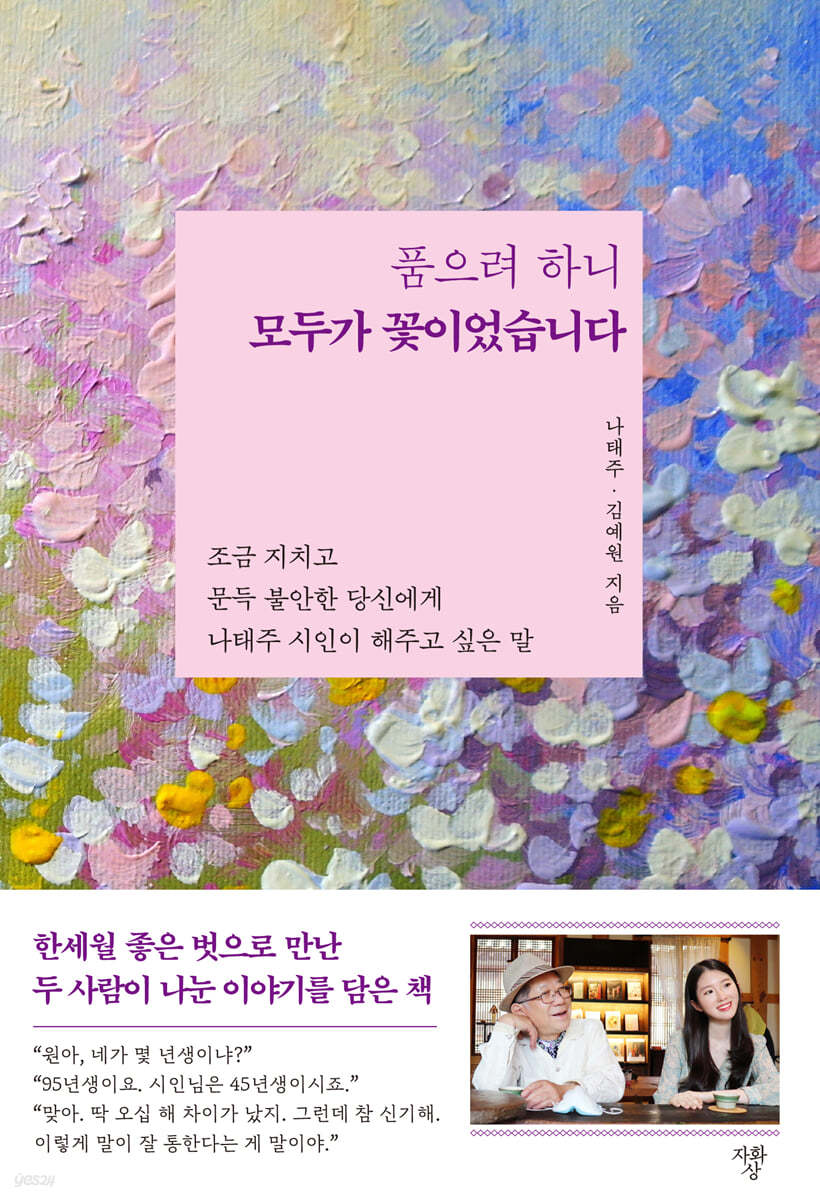 품으려 하니
모두가 꽃이었습니다
나태주 · 김예원 지음
조금 지치고
문득 불안한 당신에게
나태주 시인이 해주고 싶은 말
한세월 좋은 벗으로 만난
두 사람이 나눈 이야기를 담은 책
“원아, 네가 몇 년생이냐?”
“95년생이요. 시인님은 45년생이시죠.”
“맞아. 딱 오십 해 차이가 났지. 그런데 참 신기해.
이렇게 말이 잘 통한다는 게 말이야.”
자화
상
yes24